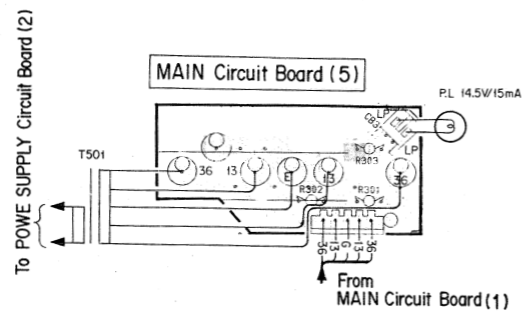 To POWE SUPPLY Circuit Board (2)
MAIN Circuit Board (5)
P.L 14.5V/15mA
LP
CB3
LP
T501
36
13
E
13
36
R303
R302
R301
36
13
G
13
36
From
MAIN Circuit Board (1)